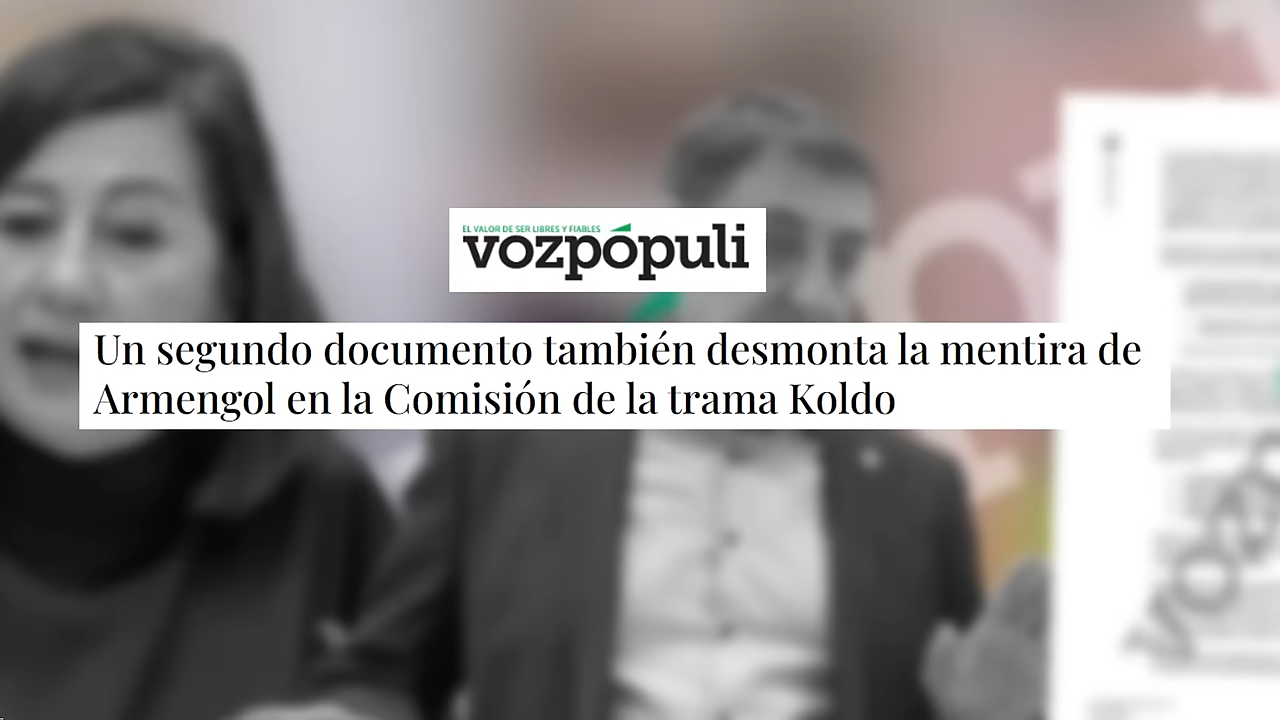 EL VALOR DE SER LIBRES Y FIABLES
vozpópuli
Un segundo documento también desmonta la mentira de
Armengol en la Comisión de la trama Koldo